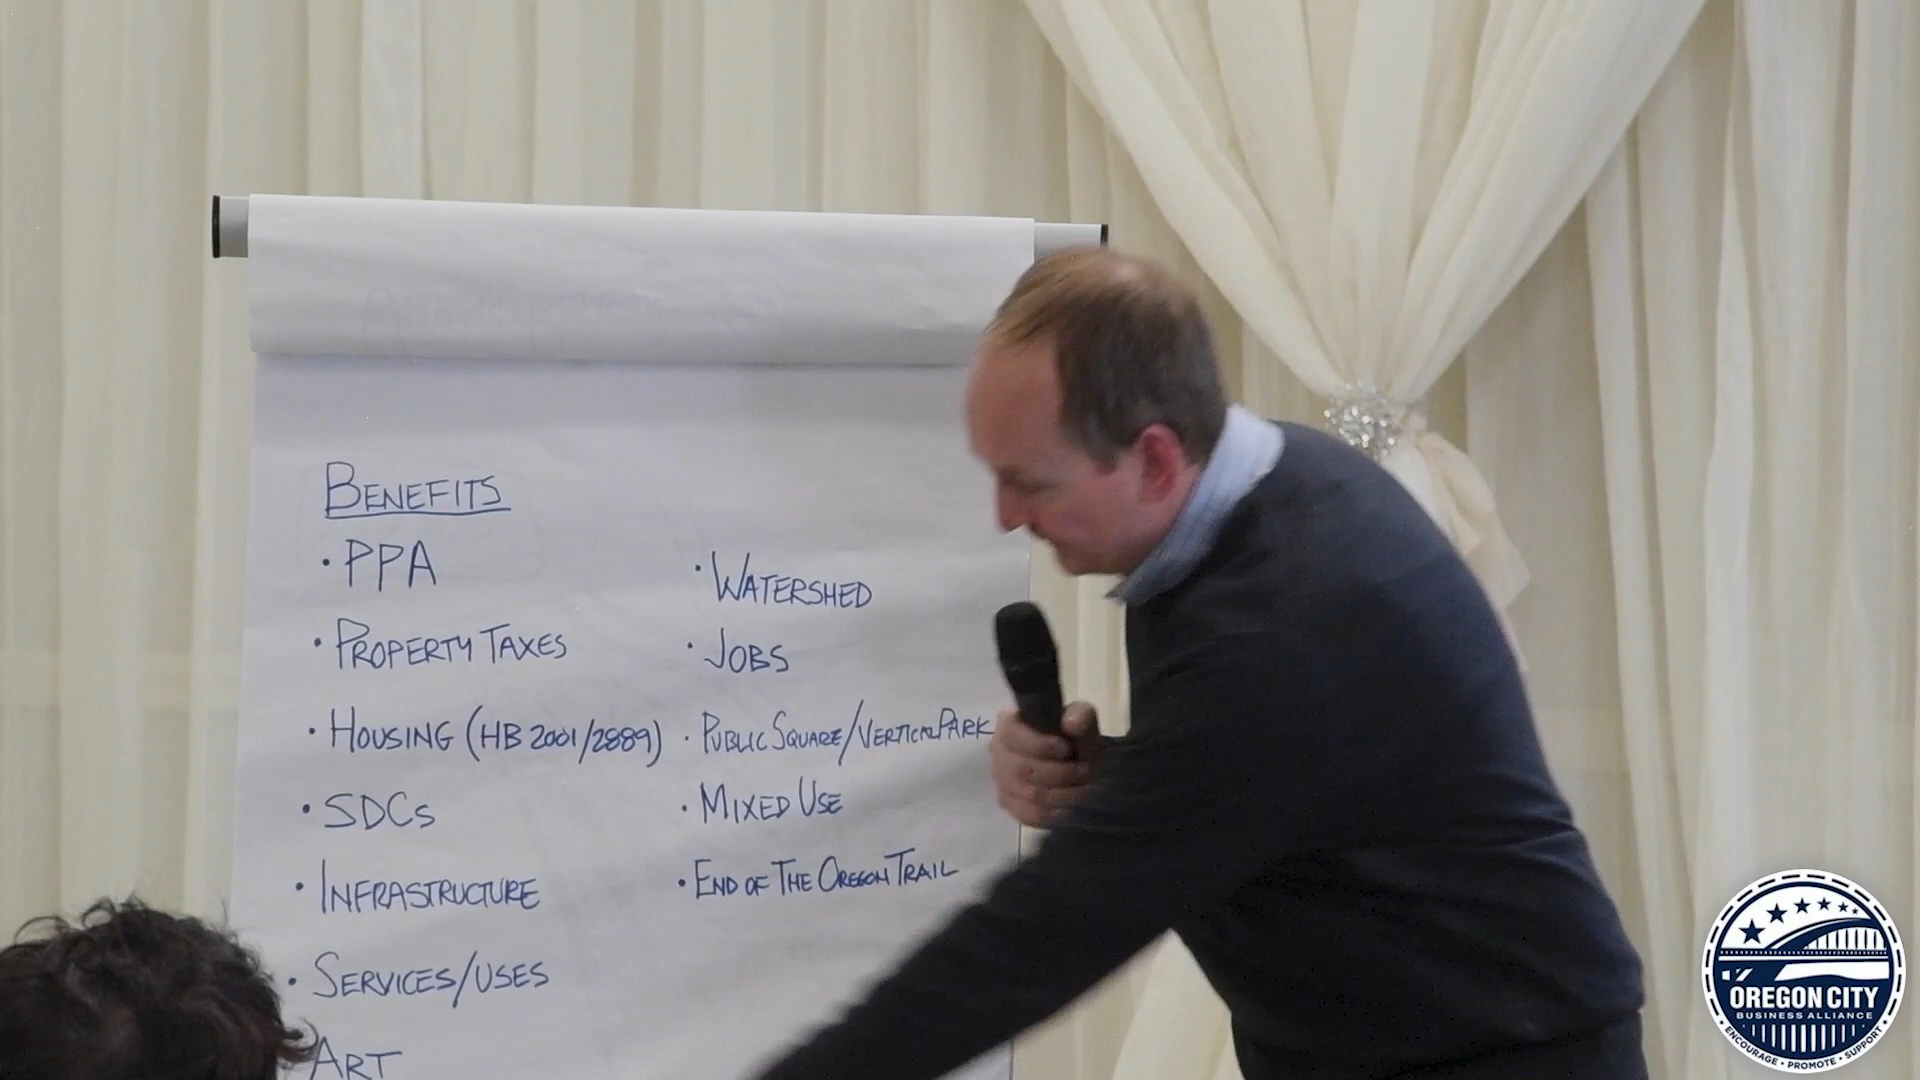 BENEFITS
• PPA
• PROPERTY TAXES
• HOUSING (HB 2001/2889)
• SDCs
• INFRASTRUCTURE
• SERVICES/USES
ART
• WATERSHED
• JOBS
• PUBLIC SQUARE/VERTICAL PARK
• MIXED USE
• END OF THE OREGON TRAIL
OREGON CITY
BUSINESS ALLIANCE
ENCOURAGE • PROMOTE • SUPPORT